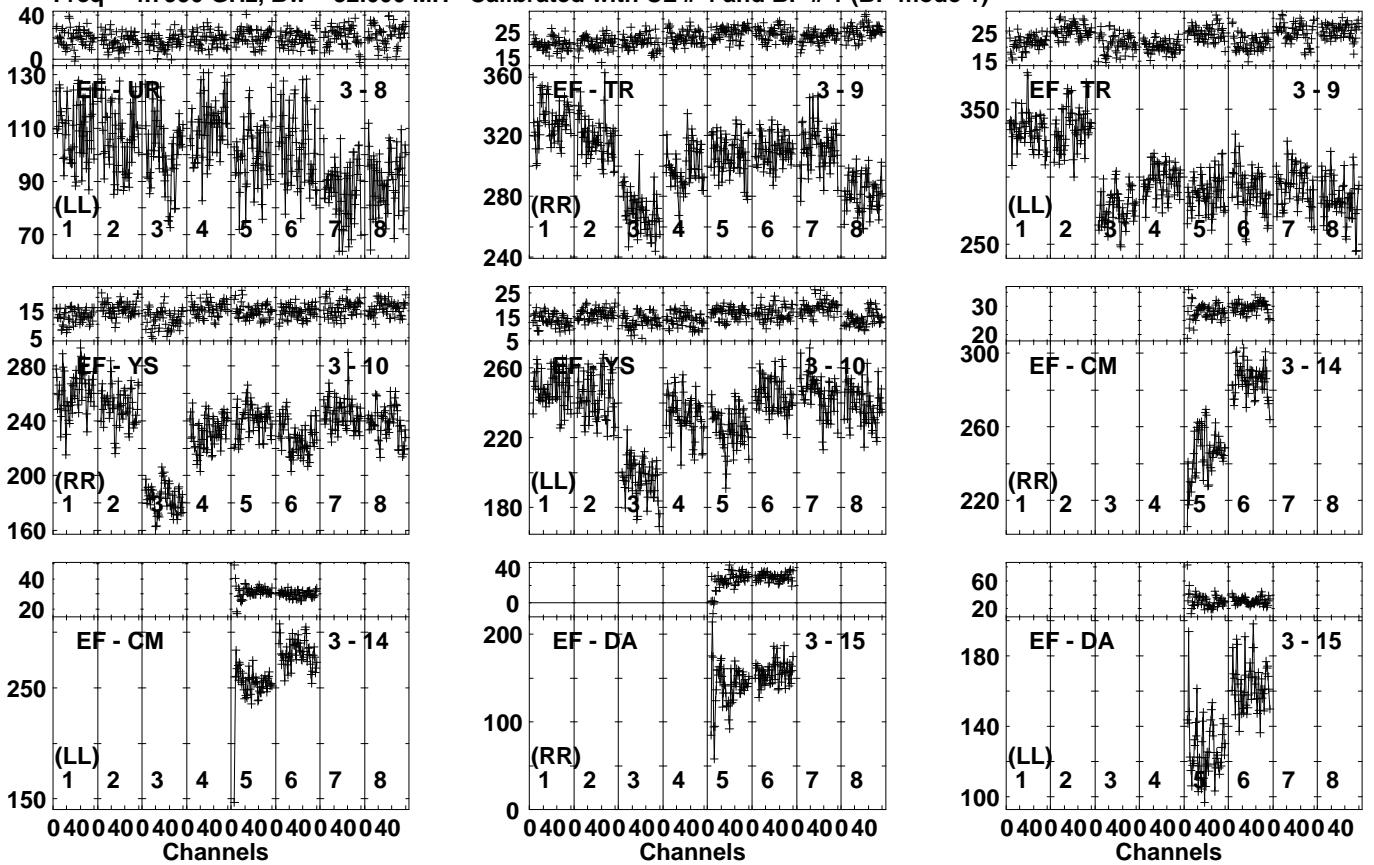 Calibrated with CL # 4 and BP # 1 (BP mode 1)
40
0
130
110
90
70
EF - UR 3 - 8
(LL)
1 2 3 4 5 6 7 8
25
15
360
320
280
240
EF - TR 3 - 9
(RR)
1 2 3 4 5 6 7 8
25
15
350
250
EF - TR 3 - 9
(LL)
1 2 3 4 5 6 7 8
15
5
280
240
200
160
EF - YS 3 - 10
(RR)
1 2 3 4 5 6 7 8
25
15
5
260
220
180
EF - YS 3 - 10
(LL)
1 2 3 4 5 6 7 8
30
20
300
260
220
EF - CM 3 - 14
(RR)
1 2 3 4 5 6 7 8
40
20
250
150
EF - CM 3 - 14
(LL)
1 2 3 4 5 6 7 8
0 40 0 40 0 40 0 40 0 40 0 40 0 40 0 40
Channels
40
0
200
100
0
EF - DA 3 - 15
(RR)
1 2 3 4 5 6 7 8
0 40 0 40 0 40 0 40 0 40 0 40 0 40 0 40
Channels
60
20
180
140
100
EF - DA 3 - 15
(LL)
1 2 3 4 5 6 7 8
0 40 0 40 0 40 0 40 0 40 0 40 0 40 0 40
Channels